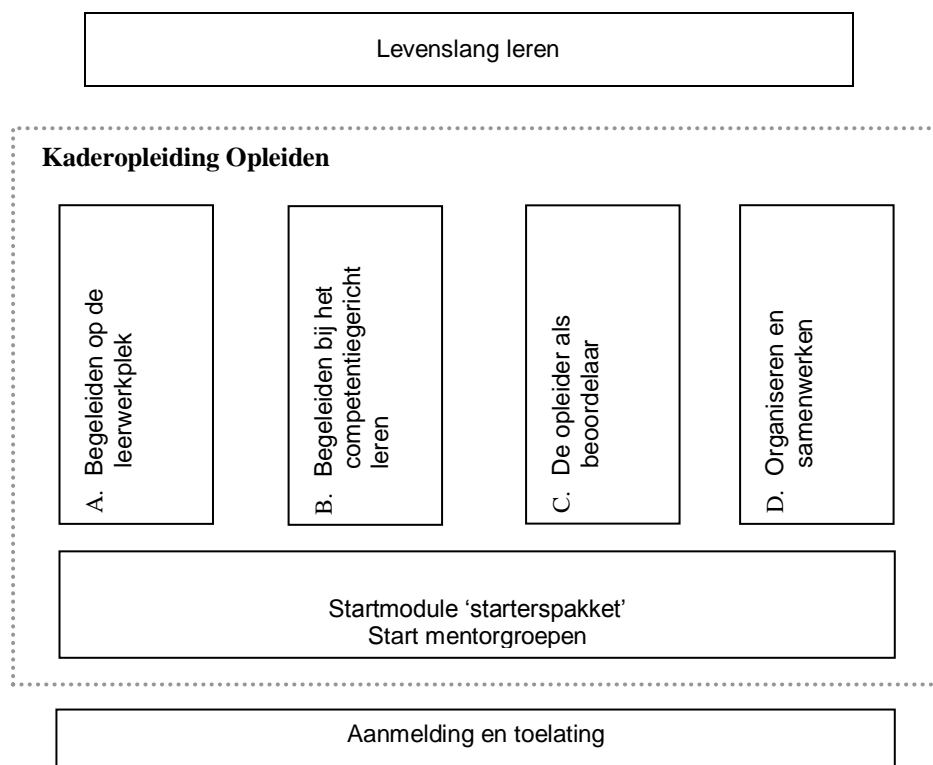 Levenslang leren
Kaderopleiding Opleiden
A. Begeleiden op de
leerwerkplek
B. Begeleiden bij het
competentiegericht
leren
C. De opleider als
beoordelaar
D. Organiseren en
samenwerken
Startmodule ‘starterspakket’
Start mentorgroepen
Aanmelding en toelating